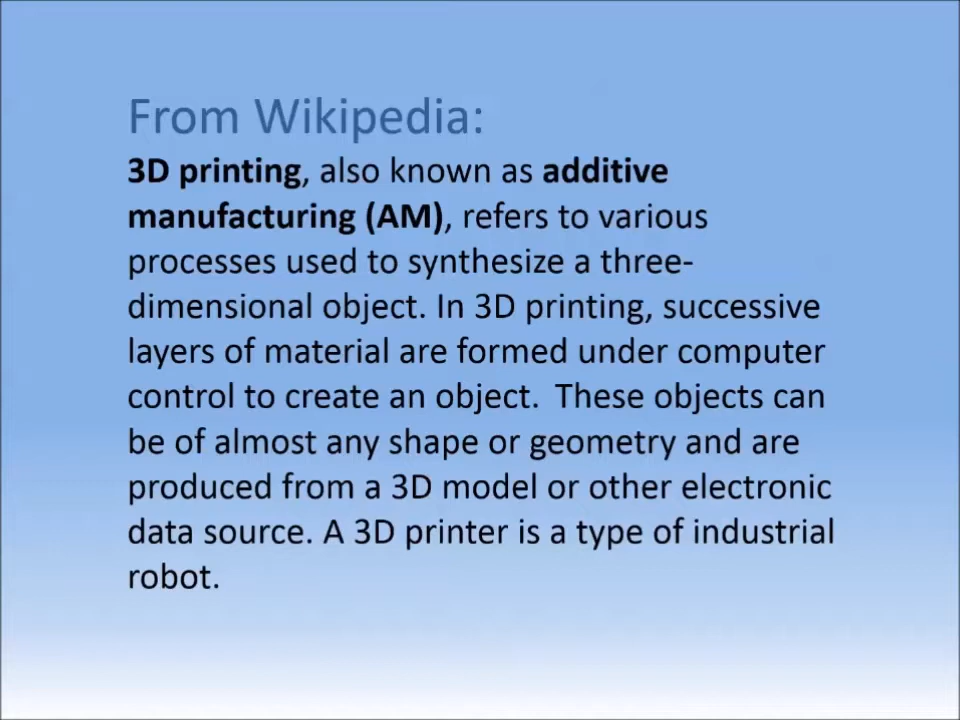 From Wikipedia:
3D printing, also known as additive
manufacturing (AM), refers to various
processes used to synthesize a three-
dimensional object. In 3D printing, successive
layers of material are formed under computer
control to create an object.  These objects can
be of almost any shape or geometry and are
produced from a 3D model or other electronic
data source. A 3D printer is a type of industrial
robot.